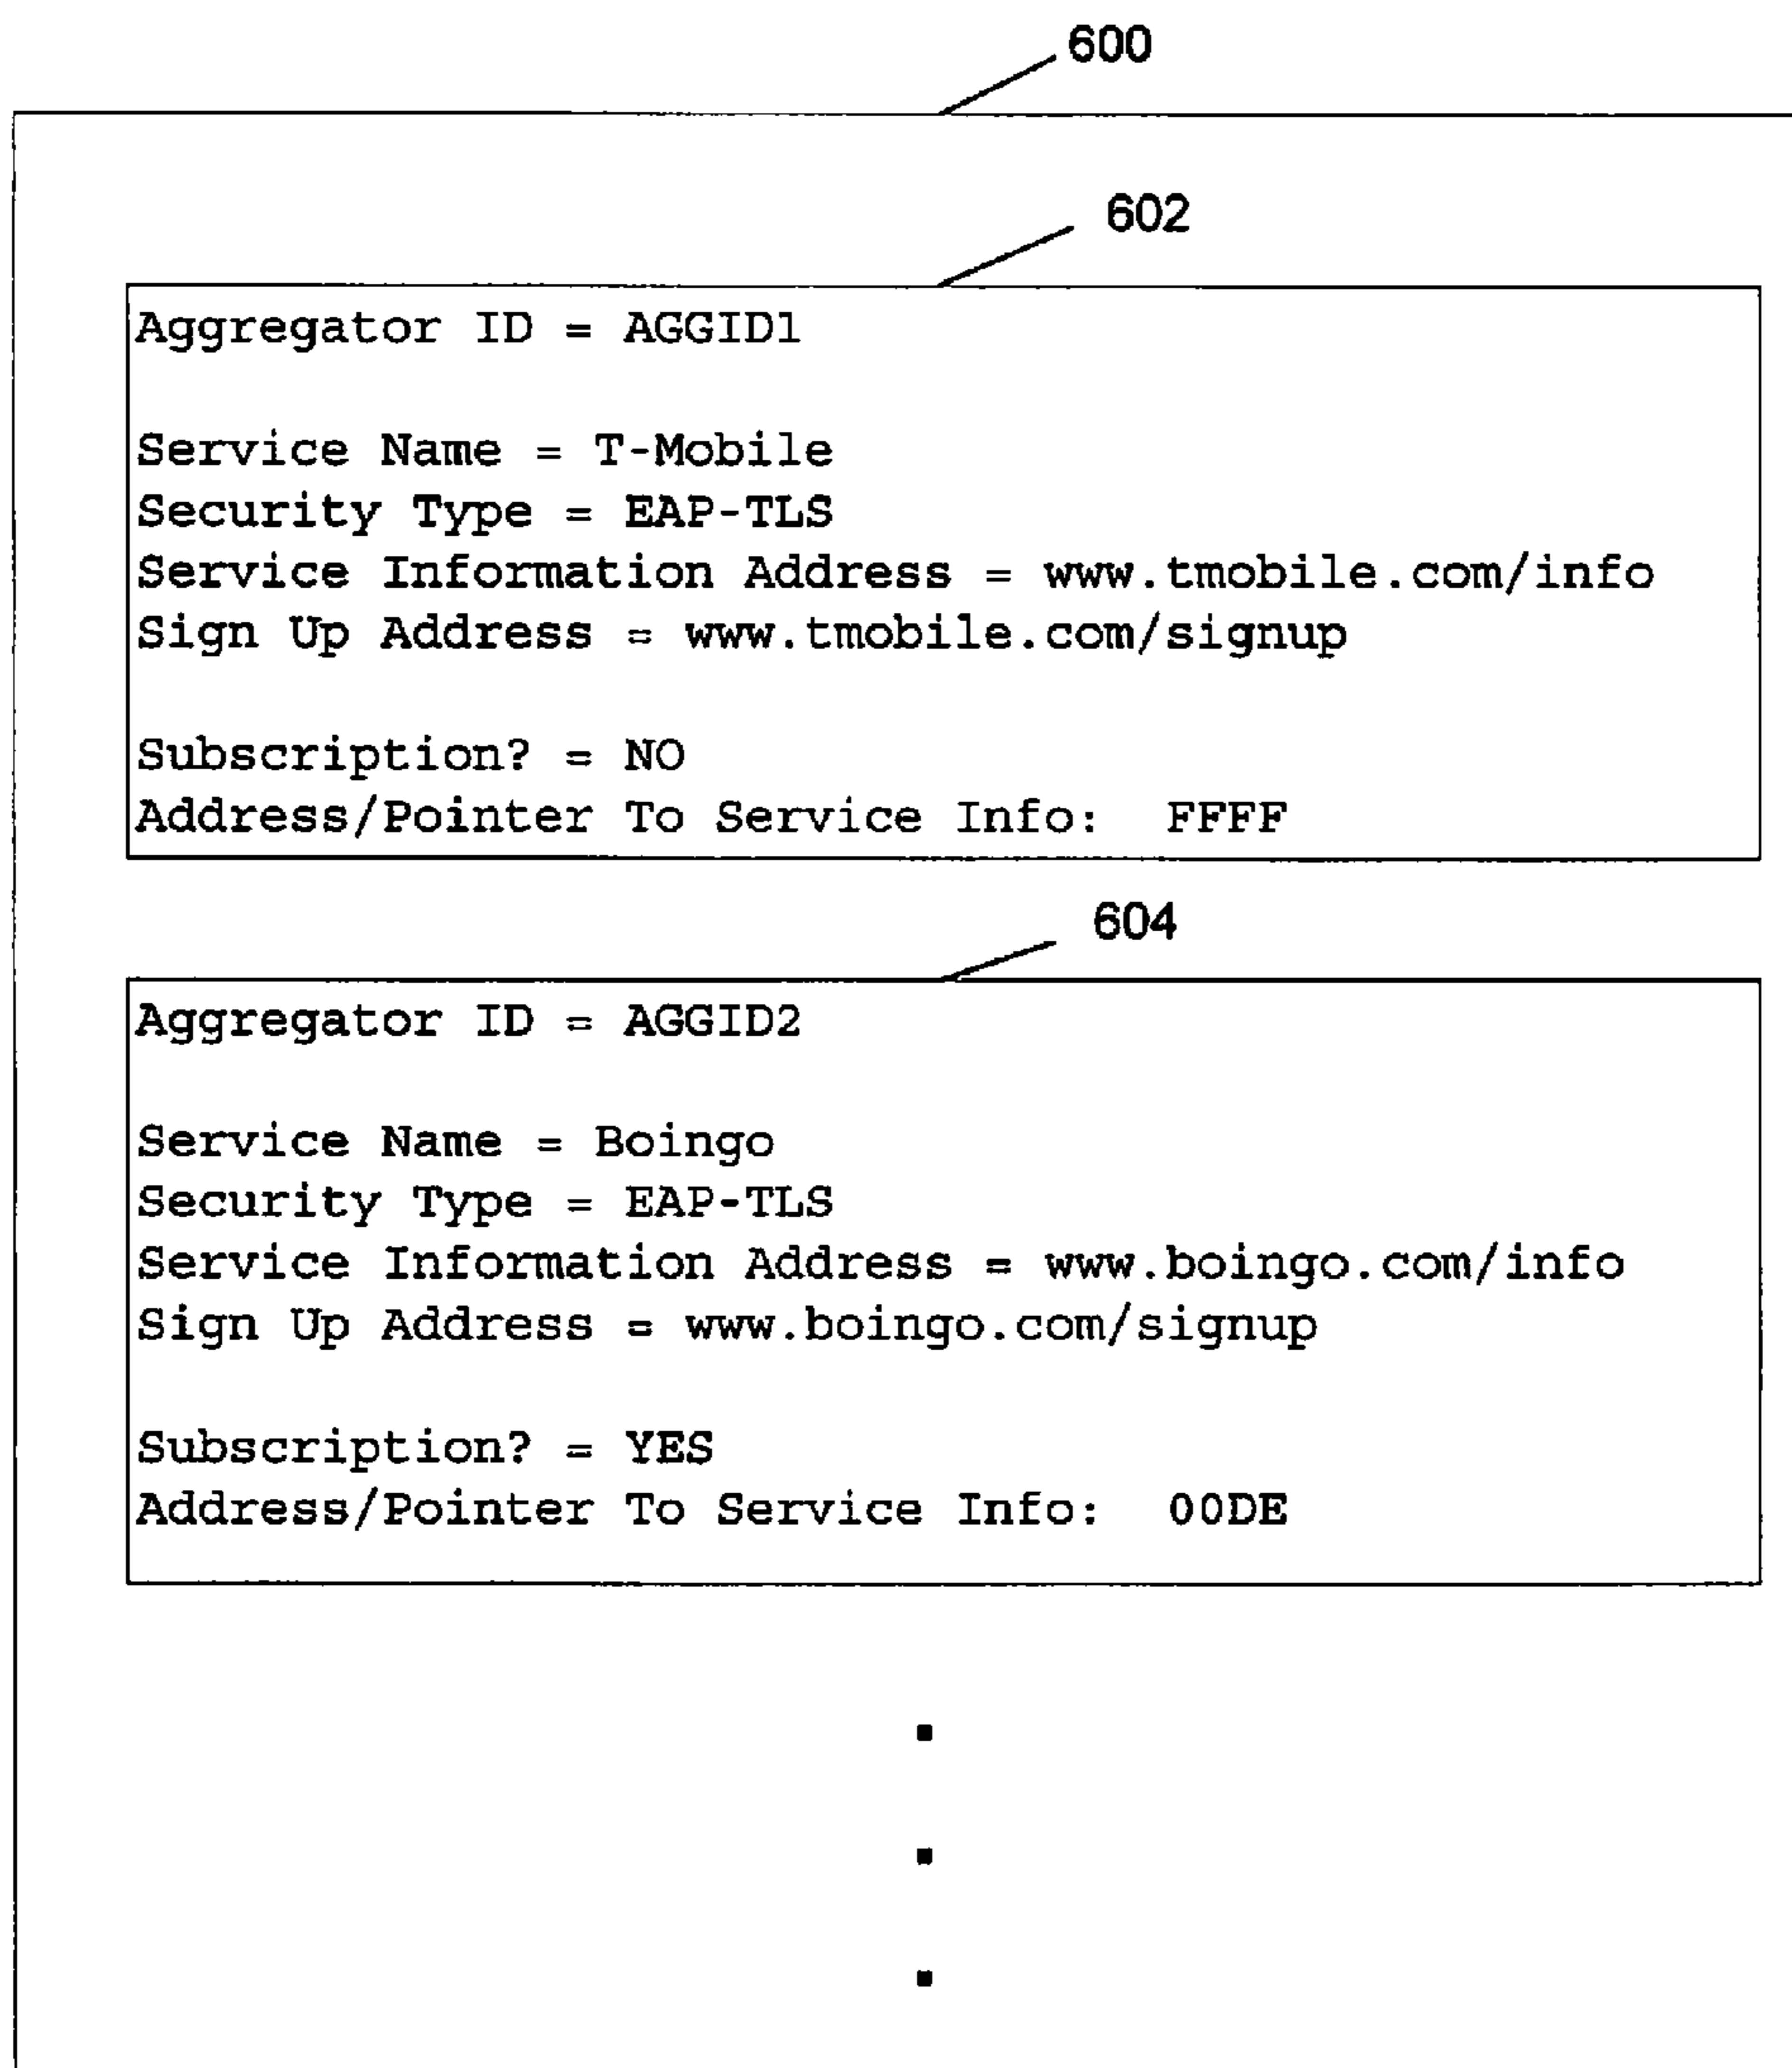 600
602
Aggregator ID = AGGID1
Service Name = T-Mobile
Security Type = EAP-TLS
Service Information Address = www.tmobile.com/info
Sign Up Address = www.tmobile.com/signup
Subscription? = NO
Address/Pointer To Service Info: FFFF
604
Aggregator ID = AGGID2
Service Name = Boingo
Security Type = EAP-TLS
Service Information Address = www.boingo.com/info
Sign Up Address = www.boingo.com/signup
Subscription? = YES
Address/Pointer To Service Info: 00DE